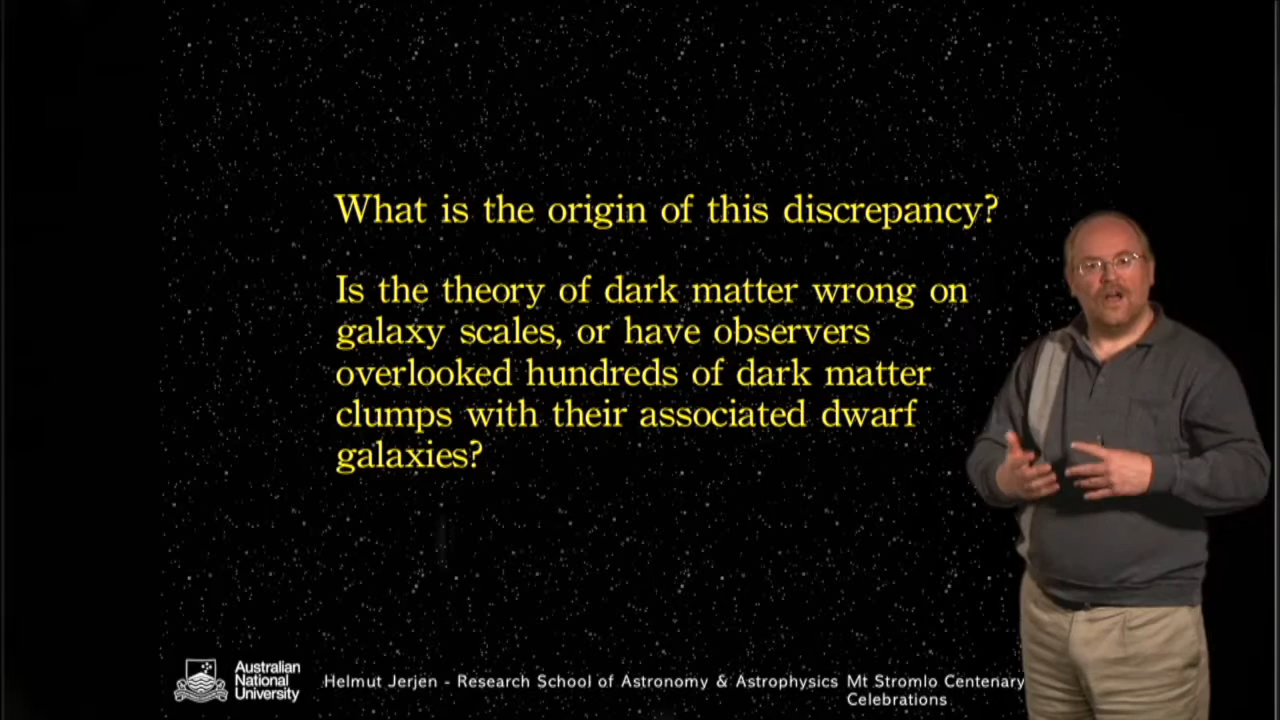 What is the origin of this discrepancy?
Is the theory of dark matter wrong on
galaxy scales, or have observers
overlooked hundreds of dark matter
clumps with their associated dwarf
galaxies?
Australian
National
University
Helmut Jerjen - Research School of Astronomy & Astrophysics
Mt Stromlo Centenary
Celebrations